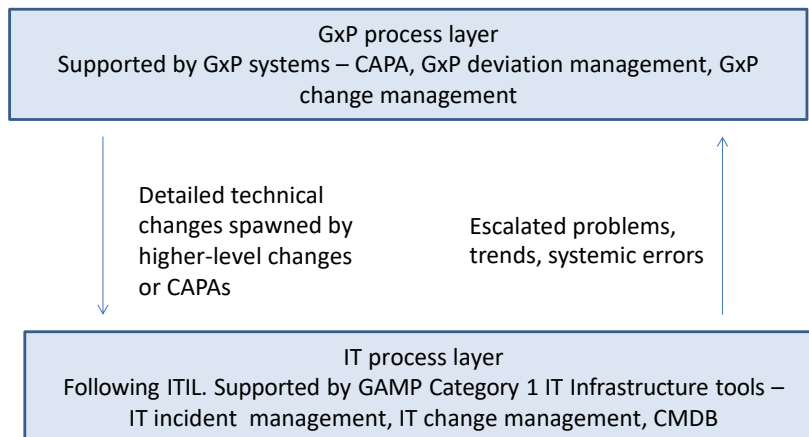 GxP process layer
Supported by GxP systems – CAPA, GxP deviation management, GxP
change management
Detailed technical
changes spawned by
higher-level changes
or CAPAs
Escalated problems,
trends, systemic errors
IT process layer
Following ITIL. Supported by GAMP Category 1 IT Infrastructure tools –
IT incident  management, IT change management, CMDB